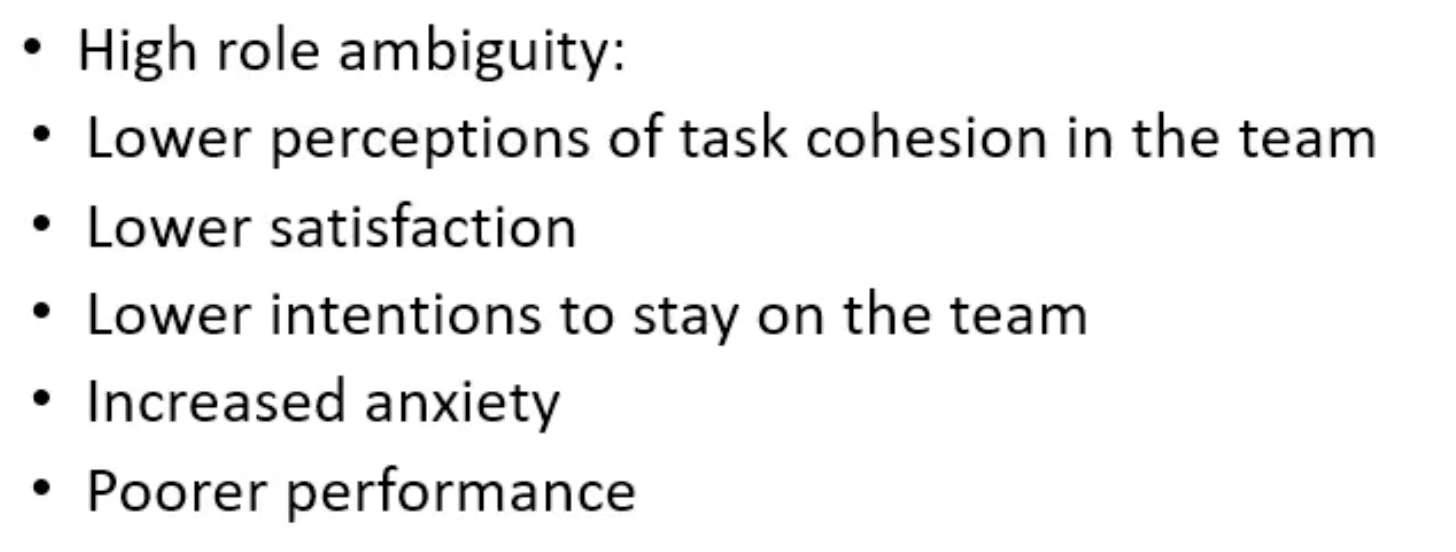 • High role ambiguity:
• Lower perceptions of task cohesion in the team
• Lower satisfaction
• Lower intentions to stay on the team
• Increased anxiety
• Poorer performance